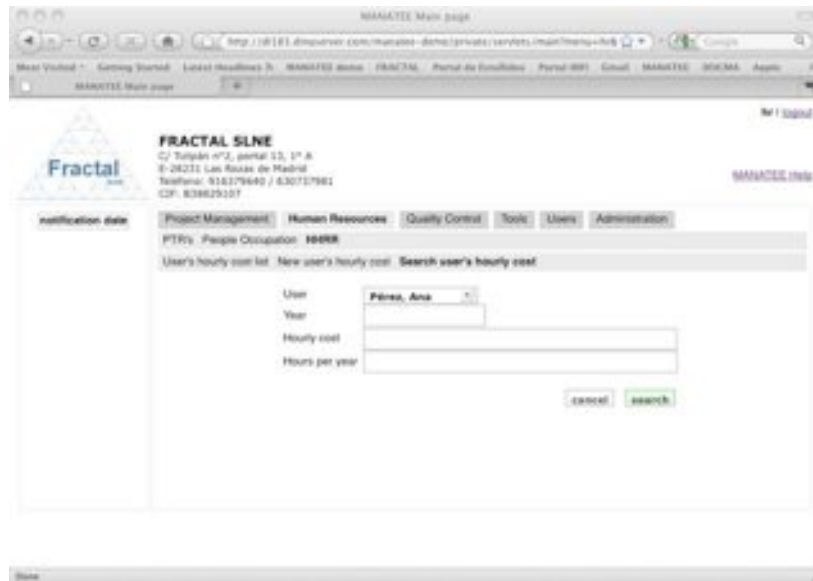 MANATEE Main page
Most Visited Getting Started Latest Headlines MANATEE demo FRACTAL Gmail MANATEE Apple
MANATEE Main page
logout
Fractal
FRACTAL SLNE
C/ Tulipán nº2, portal 13, 1º A
E-28231 Las Rozas de Madrid
MANATEE Help
notification date
Project Management Human Resources Quality Control Tools Users Administration
PTR's People Occupation HHRR
User's hourly cost list New user's hourly cost Search user's hourly cost
User Pérez, Ana
Year
Hourly cost
Hours per year
cancel search
Done